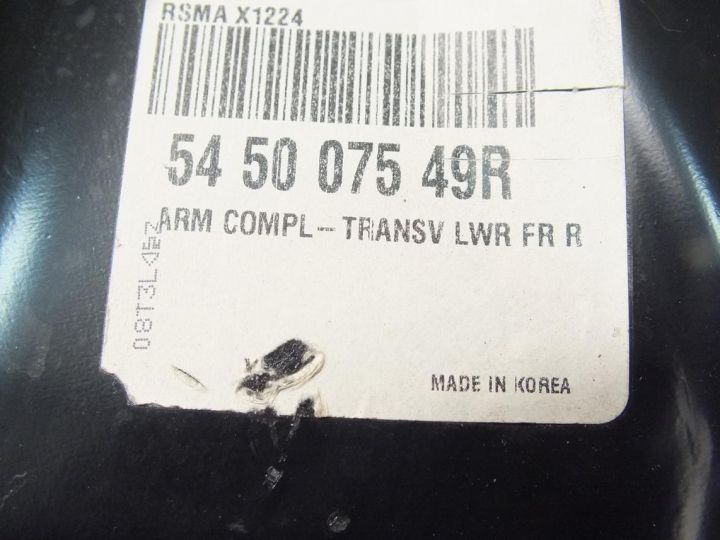 RSMA X1224
54 50 075 49R
ARM COMPL-TRANSV LWR FR R
MADE IN KOREA